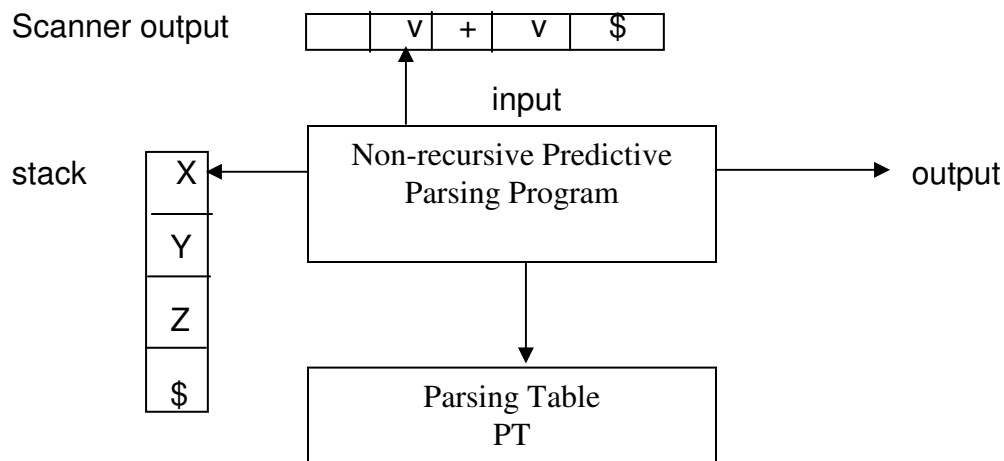 Scanner output v + v $
input
Non-recursive Predictive
Parsing Program
stack X
output
Y
Z
$
Parsing Table
PT